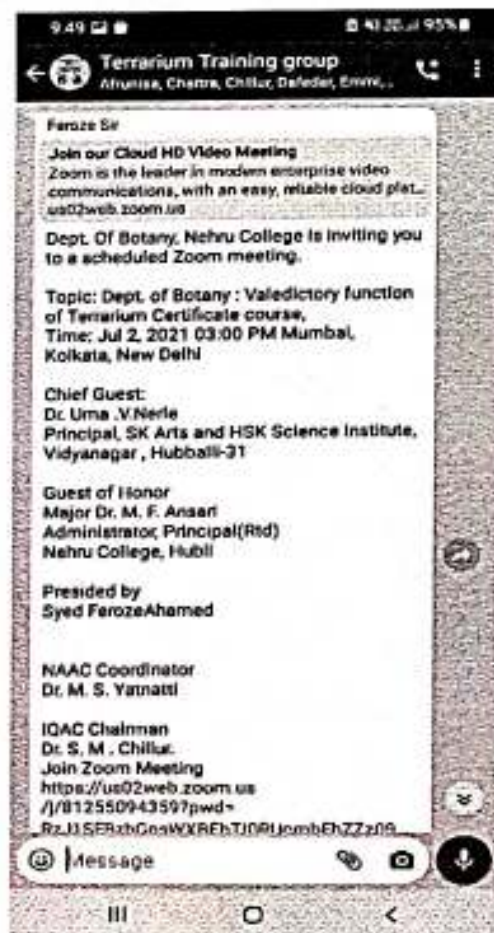 9.49 95%
Terrarium Training group
Afrunisa, Chaitra, Chillur, Dafedar, Emmi,...
Feroze Sir
Join our Cloud HD Video Meeting
Zoom is the leader in modern enterprise video
communications, with an easy, reliable cloud plat...
us02web.zoom.us
Dept. Of Botany, Nehru College is inviting you
to a scheduled Zoom meeting.
Topic: Dept. of Botany : Valedictory function
of Terrarium Certificate course,
Time: Jul 2, 2021 03:00 PM Mumbai,
Kolkata, New Delhi
Chief Guest:
Dr. Uma .V.Nerle
Principal, SK Arts and HSK Science Institute,
Vidyanagar , Hubballi-31
Guest of Honor
Major Dr. M. F. Ansari
Administrator, Principal(Rtd)
Nehru College, Hubli
Presided by
Syed FerozeAhamed
NAAC Coordinator
Dr. M. S. Yatnatti
IQAC Chairman
Dr. S. M . Chillur.
Join Zoom Meeting
https://us02web.zoom.us
/j/81255094359?pwd=
Message